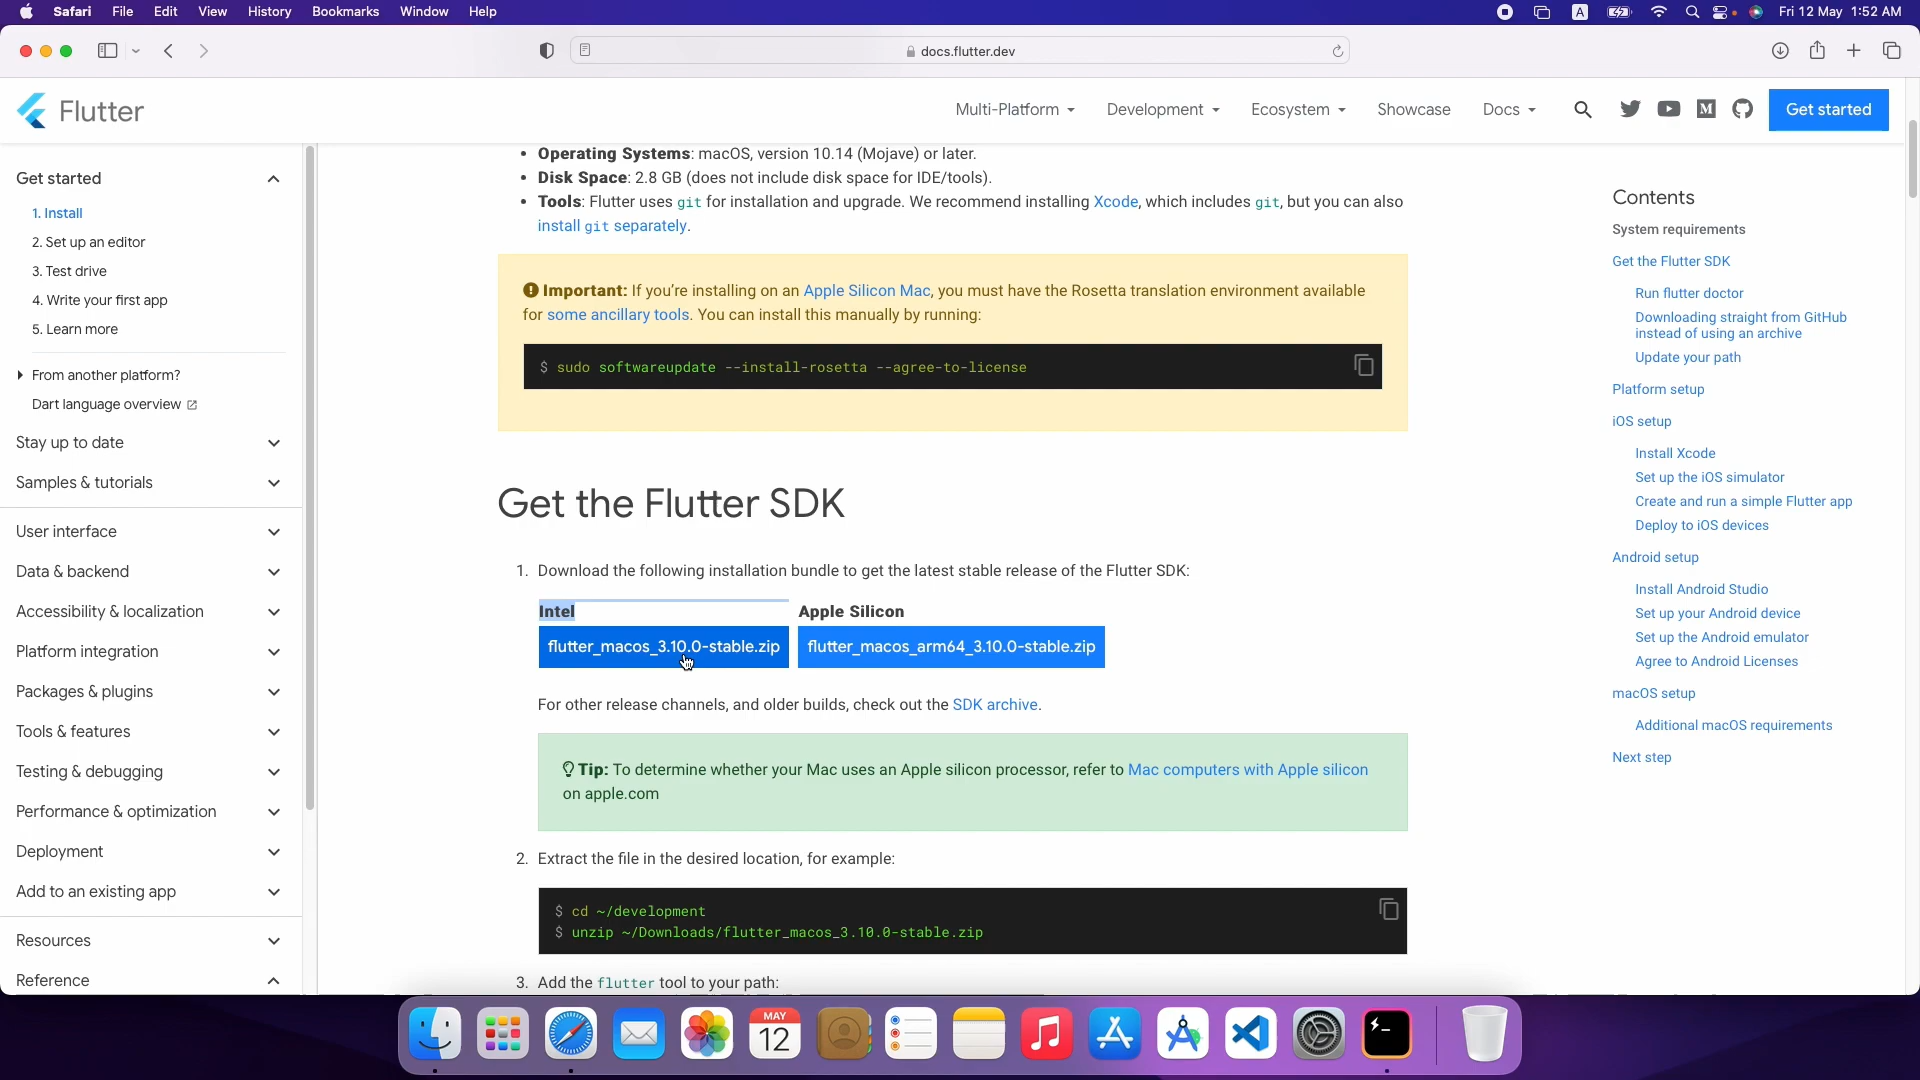 Safari File Edit View History Bookmarks Window Help
A
Fri 12 May 1:52 AM
docs.flutter.dev
Flutter
Multi-Platform Development Ecosystem Showcase Docs
Get started
Get started
1. Install
2. Set up an editor
3. Test drive
4. Write your first app
5. Learn more
From another platform?
Dart language overview
Stay up to date
Samples & tutorials
User interface
Data & backend
Accessibility & localization
Platform integration
Packages & plugins
Tools & features
Testing & debugging
Performance & optimization
Deployment
Add to an existing app
Resources
Reference
• Operating Systems: macOS, version 10.14 (Mojave) or later.
• Disk Space: 2.8 GB (does not include disk space for IDE/tools).
• Tools: Flutter uses git for installation and upgrade. We recommend installing Xcode, which includes git, but you can also
install git separately.
Important: If you’re installing on an Apple Silicon Mac, you must have the Rosetta translation environment available
for some ancillary tools. You can install this manually by running:
$ sudo softwareupdate --install-rosetta --agree-to-license
Get the Flutter SDK
1. Download the following installation bundle to get the latest stable release of the Flutter SDK:
Intel Apple Silicon
flutter_macos_3.10.0-stable.zip flutter_macos_arm64_3.10.0-stable.zip
For other release channels, and older builds, check out the SDK archive.
Tip: To determine whether your Mac uses an Apple silicon processor, refer to Mac computers with Apple silicon
on apple.com
2. Extract the file in the desired location, for example:
$ cd ~/development
$ unzip ~/Downloads/flutter_macos_3.10.0-stable.zip
3. Add the flutter tool to your path:
Contents
System requirements
Get the Flutter SDK
Run flutter doctor
Downloading straight from GitHub
instead of using an archive
Update your path
Platform setup
iOS setup
Install Xcode
Set up the iOS simulator
Create and run a simple Flutter app
Deploy to iOS devices
Android setup
Install Android Studio
Set up your Android device
Set up the Android emulator
Agree to Android Licenses
macOS setup
Additional macOS requirements
Next step
MAY
12